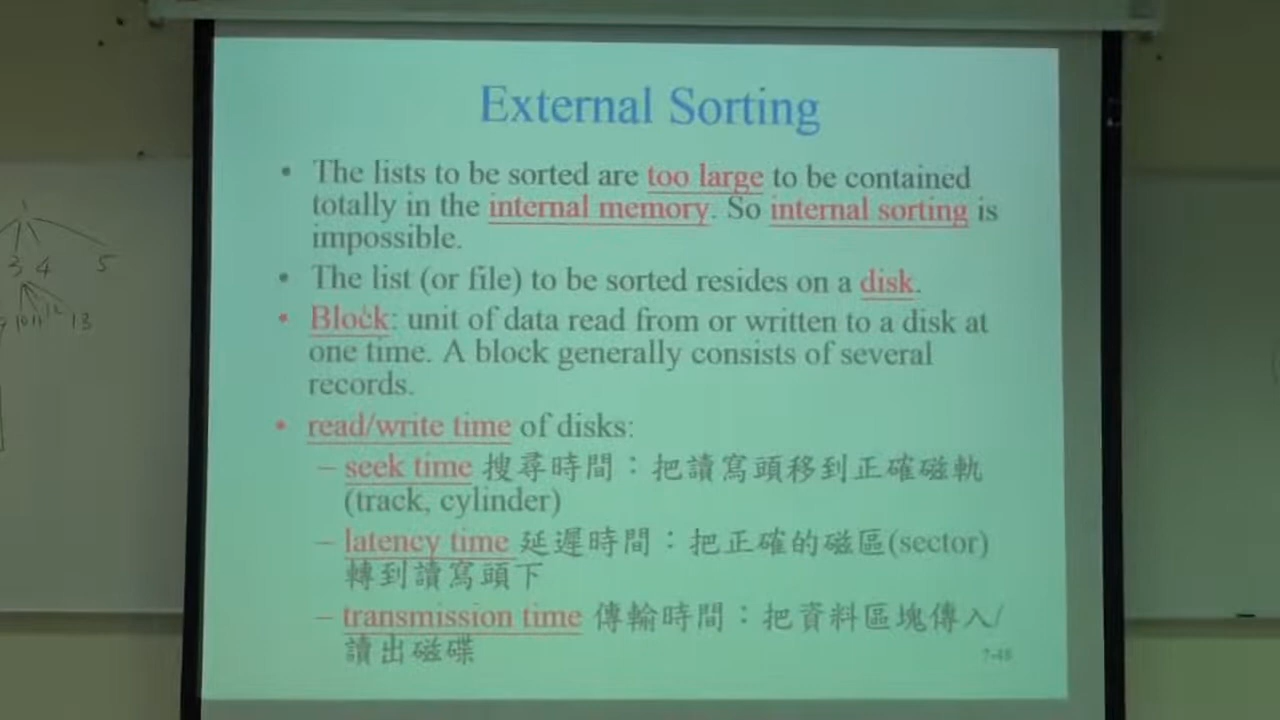 External Sorting
• The lists to be sorted are too large to be contained
totally in the internal memory. So internal sorting is
impossible.
• The list (or file) to be sorted resides on a disk.
• Block: unit of data read from or written to a disk at
one time. A block generally consists of several
records.
• read/write time of disks:
– seek time 搜尋時間：把讀寫頭移到正確磁軌
(track, cylinder)
– latency time 延遲時間：把正確的磁區(sector)
轉到讀寫頭下
– transmission time 傳輸時間：把資料區塊傳入/
讀出磁碟
7-48
3 4 5
9 10 11 12 13